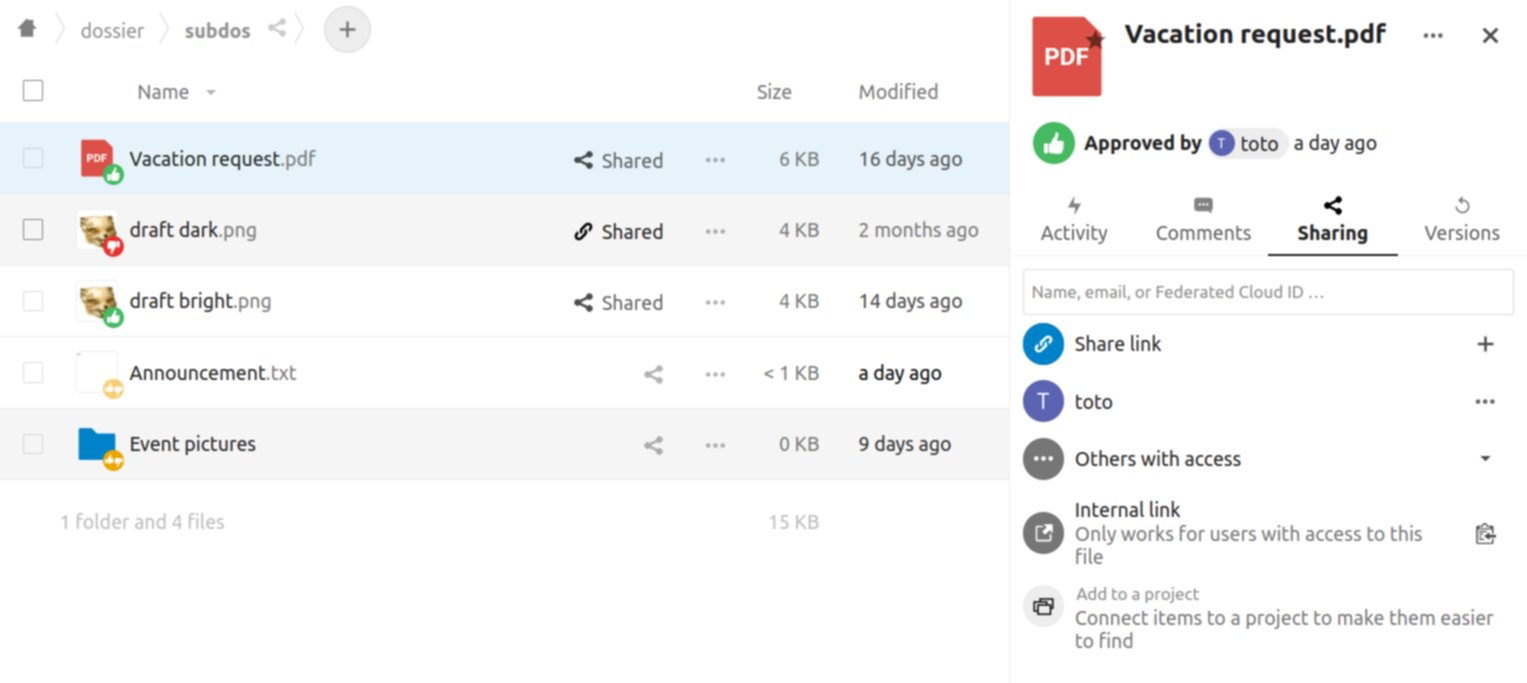 dossier subdos
Name Size Modified
PDF Vacation request.pdf Shared 6 KB 16 days ago
draft dark.png Shared 4 KB 2 months ago
draft bright.png Shared 4 KB 14 days ago
Announcement.txt < 1 KB a day ago
Event pictures 0 KB 9 days ago
1 folder and 4 files 15 KB
Vacation request.pdf
PDF
Approved by T toto a day ago
Activity Comments Sharing Versions
Name, email, or Federated Cloud ID ...
Share link
T toto
Others with access
Internal link
Only works for users with access to this
file
Add to a project
Connect items to a project to make them easier
to find